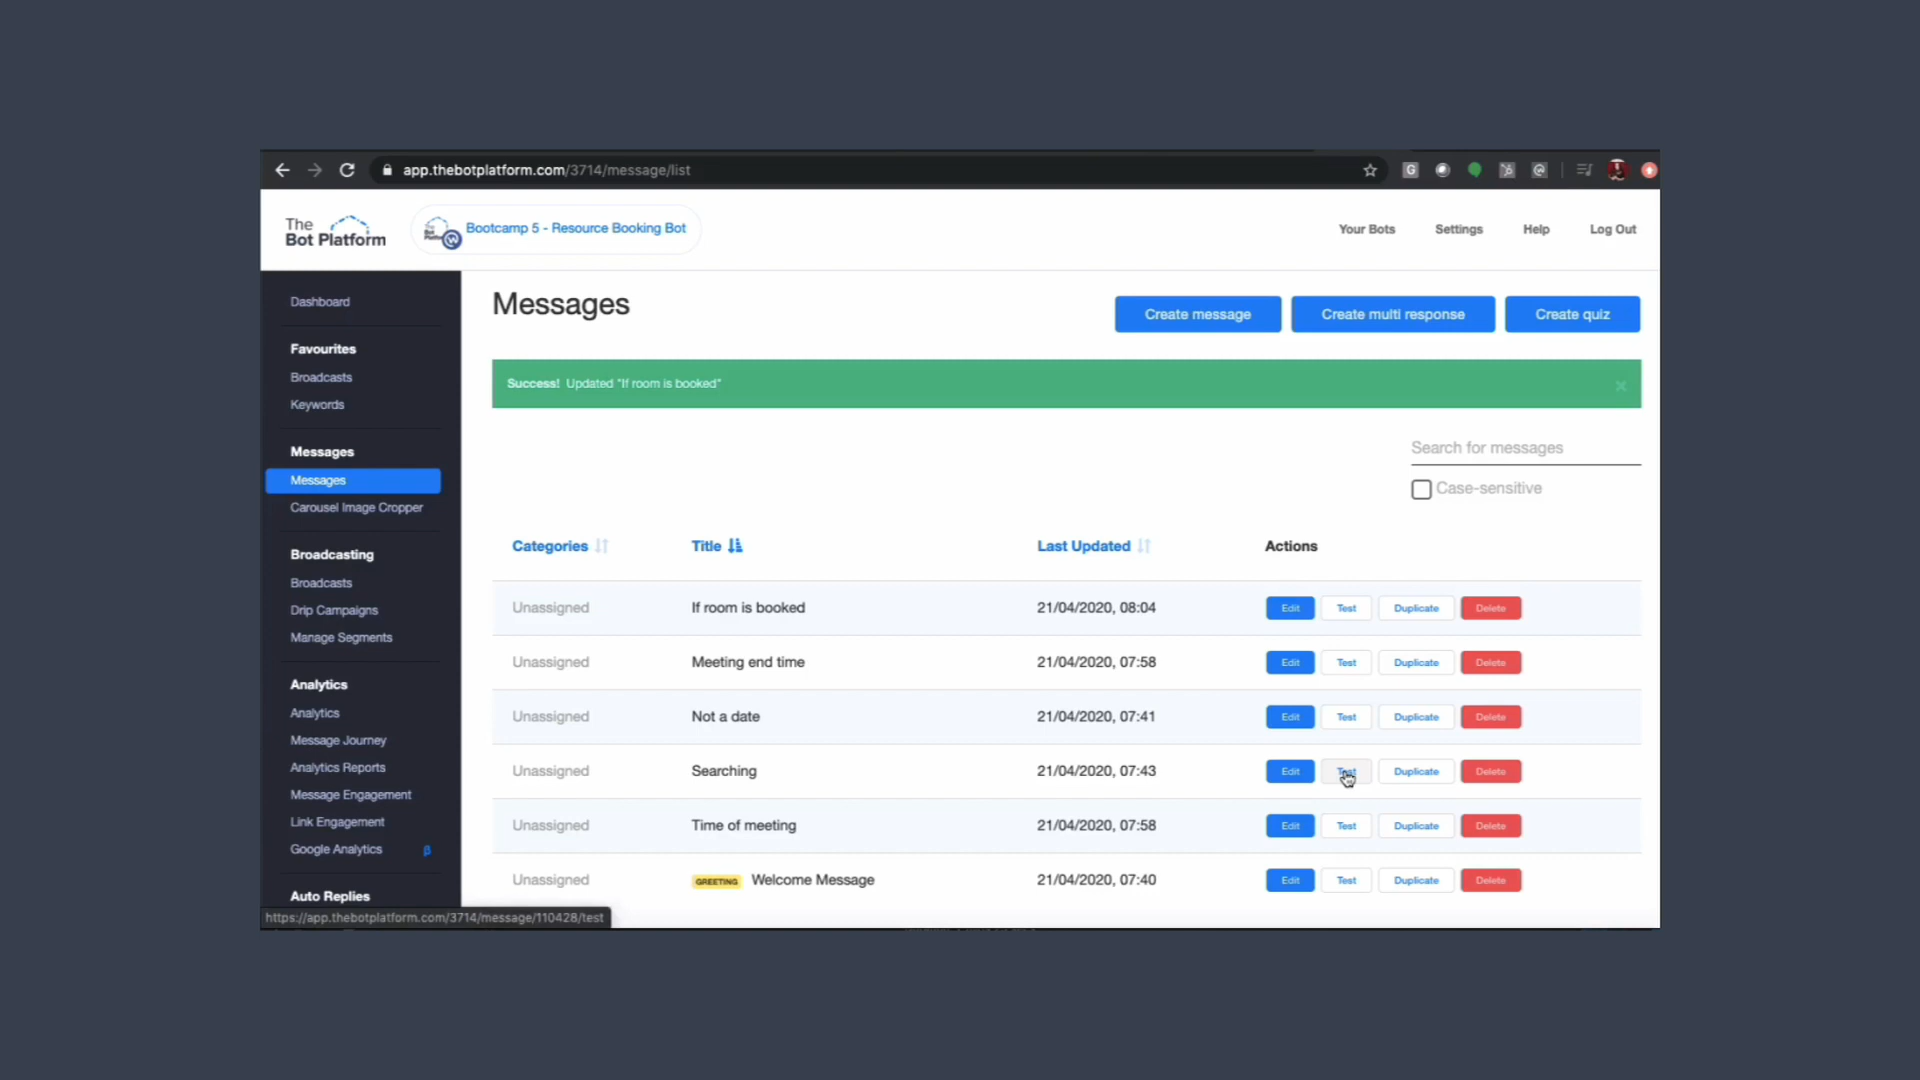 app.thebotplatform.com/3714/message/list
The
Bot Platform
Bootcamp 5 - Resource Booking Bot
Your Bots
Settings
Help
Log Out
Dashboard
Favourites
Broadcasts
Keywords
Messages
Messages
Carousel Image Cropper
Broadcasting
Broadcasts
Drip Campaigns
Manage Segments
Analytics
Analytics
Message Journey
Analytics Reports
Message Engagement
Link Engagement
Google Analytics β
Auto Replies
https://app.thebotplatform.com/3714/message/110428/test
Messages
Create message
Create multi response
Create quiz
Success! Updated "If room is booked"
Search for messages
Case-sensitive
Categories Title Last Updated Actions
Unassigned If room is booked 21/04/2020, 08:04 Edit Test Duplicate Delete
Unassigned Meeting end time 21/04/2020, 07:58 Edit Test Duplicate Delete
Unassigned Not a date 21/04/2020, 07:41 Edit Test Duplicate Delete
Unassigned Searching 21/04/2020, 07:43 Edit Test Duplicate Delete
Unassigned Time of meeting 21/04/2020, 07:58 Edit Test Duplicate Delete
Unassigned GREETING Welcome Message 21/04/2020, 07:40 Edit Test Duplicate Delete